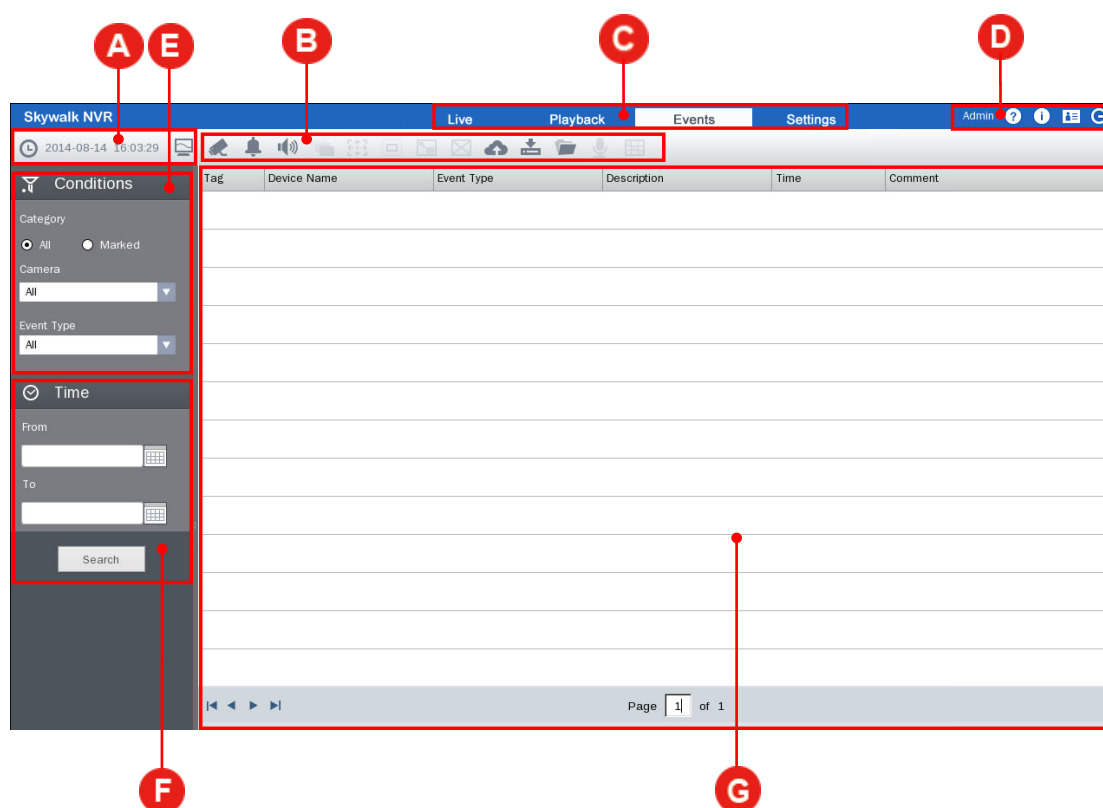 A E B C D
Skywalk NVR Live Playback Events Settings Admin ? i
2014-08-14 16:03:29
Conditions
Category
All Marked
Camera
All
Event Type
All
Time
From
To
Search
Tag Device Name Event Type Description Time Comment
Page 1 of 1
F G